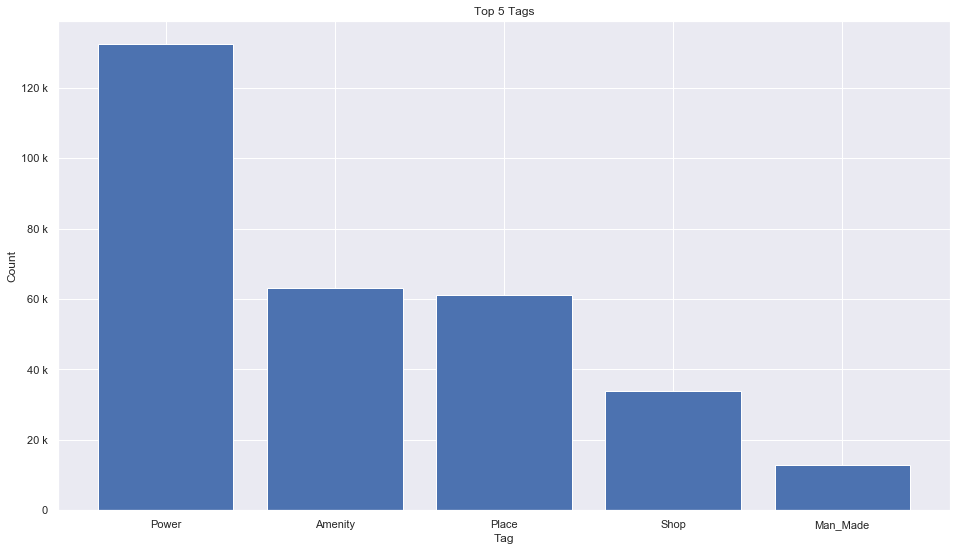 Top 5 Tags
120 k
100 k
80 k
60 k
40 k
20 k
0
Count
Power Amenity Place Shop Man_Made
Tag